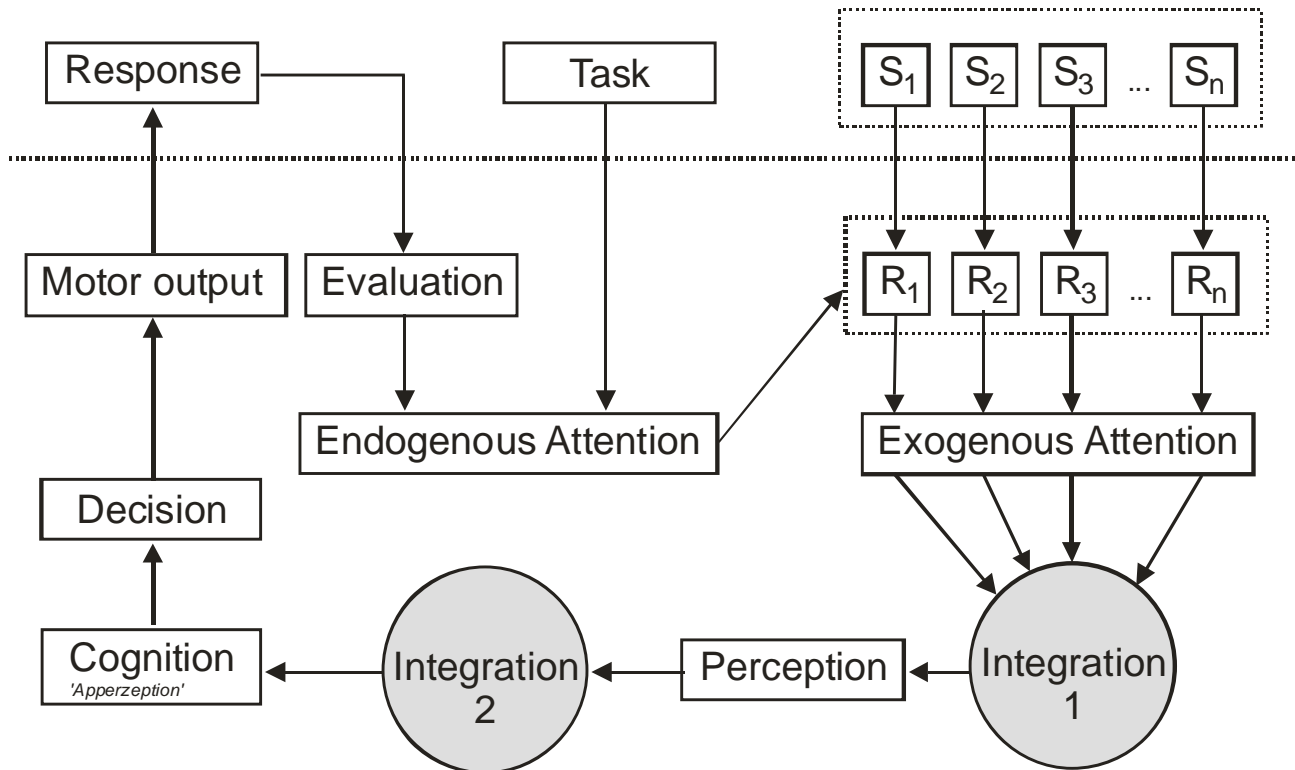 Response
Task
S1 S2 S3 ... Sn
Motor output
Evaluation
R1 R2 R3 ... Rn
Endogenous Attention
Exogenous Attention
Decision
Cognition
'Apperzeption'
Integration
2
Perception
Integration
1